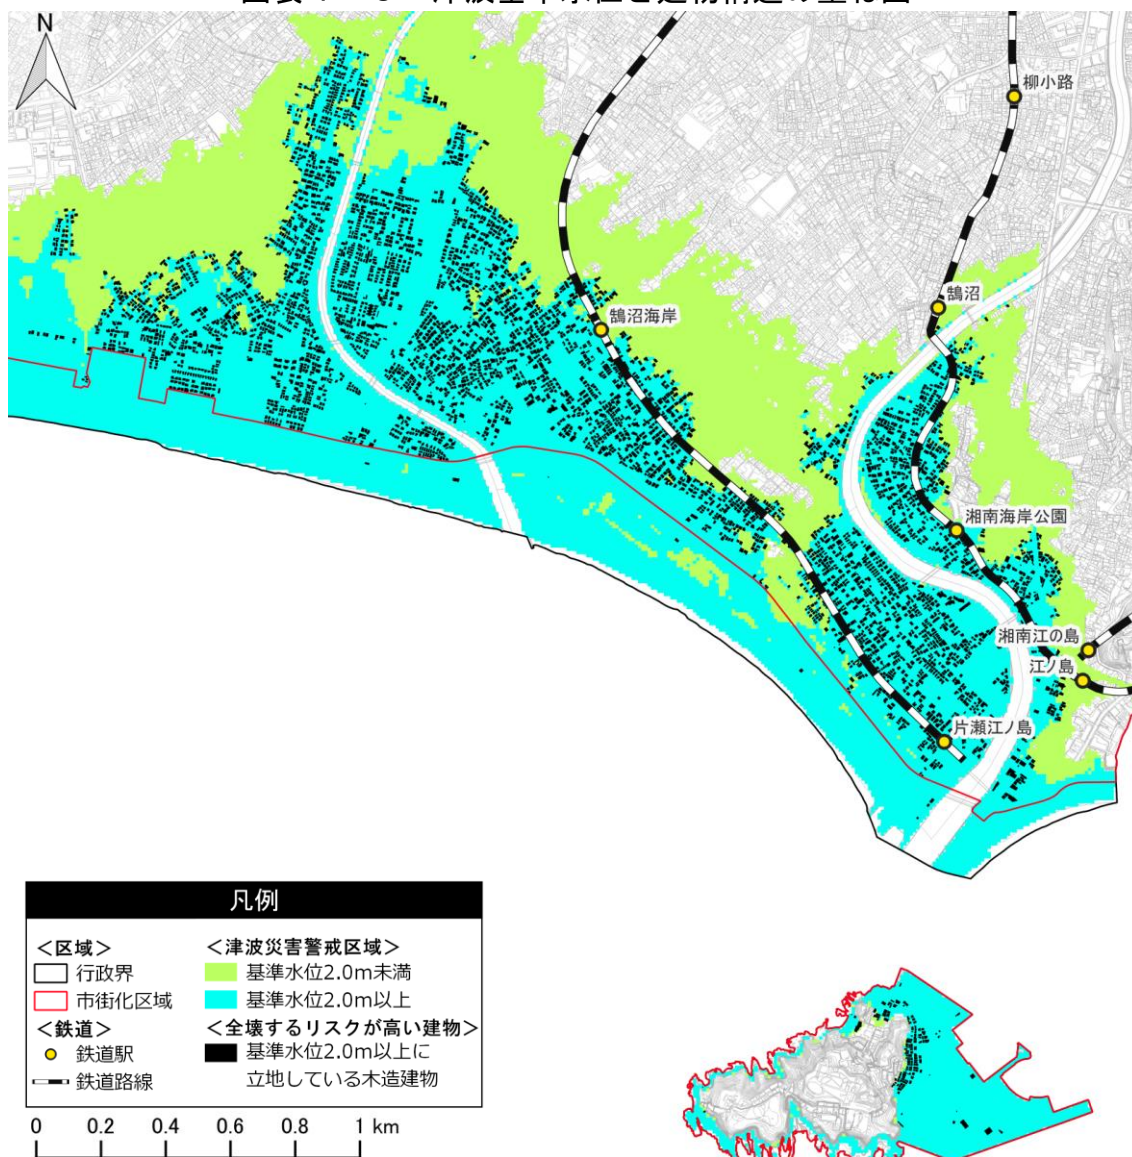 N
柳小路
鵠沼
鵠沼海岸
湘南海岸公園
湘南江の島
江ノ島
片瀬江ノ島
凡例
＜区域＞
行政界
市街化区域
＜鉄道＞
鉄道駅
鉄道路線
＜津波災害警戒区域＞
基準水位2.0m未満
基準水位2.0m以上
＜全壊するリスクが高い建物＞
基準水位2.0m以上に
立地している木造建物
0 0.2 0.4 0.6 0.8 1 km